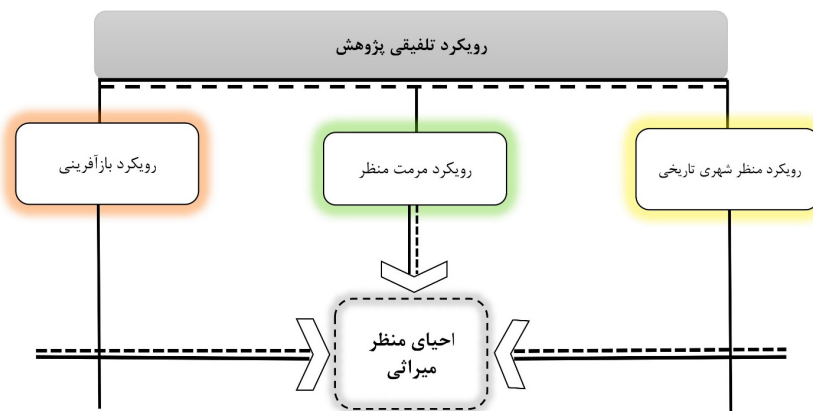 رویکرد تلفیقی پژوهش
رویکرد منظر شهری تاریخی
رویکرد مرمت منظر
رویکرد بازآفرینی
احیای منظر
میراثی